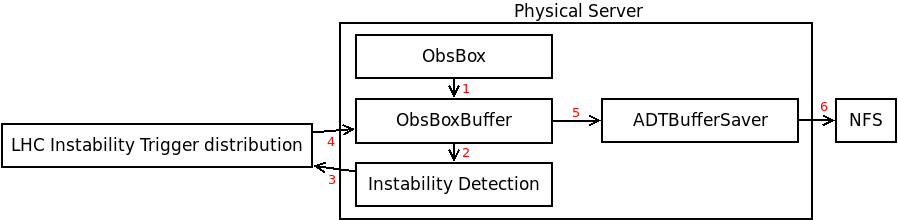 Physical Server
ObsBox
1
ObsBoxBuffer
5
ADTBufferSaver
6
NFS
LHC Instability Trigger distribution
4
2
3
Instability Detection